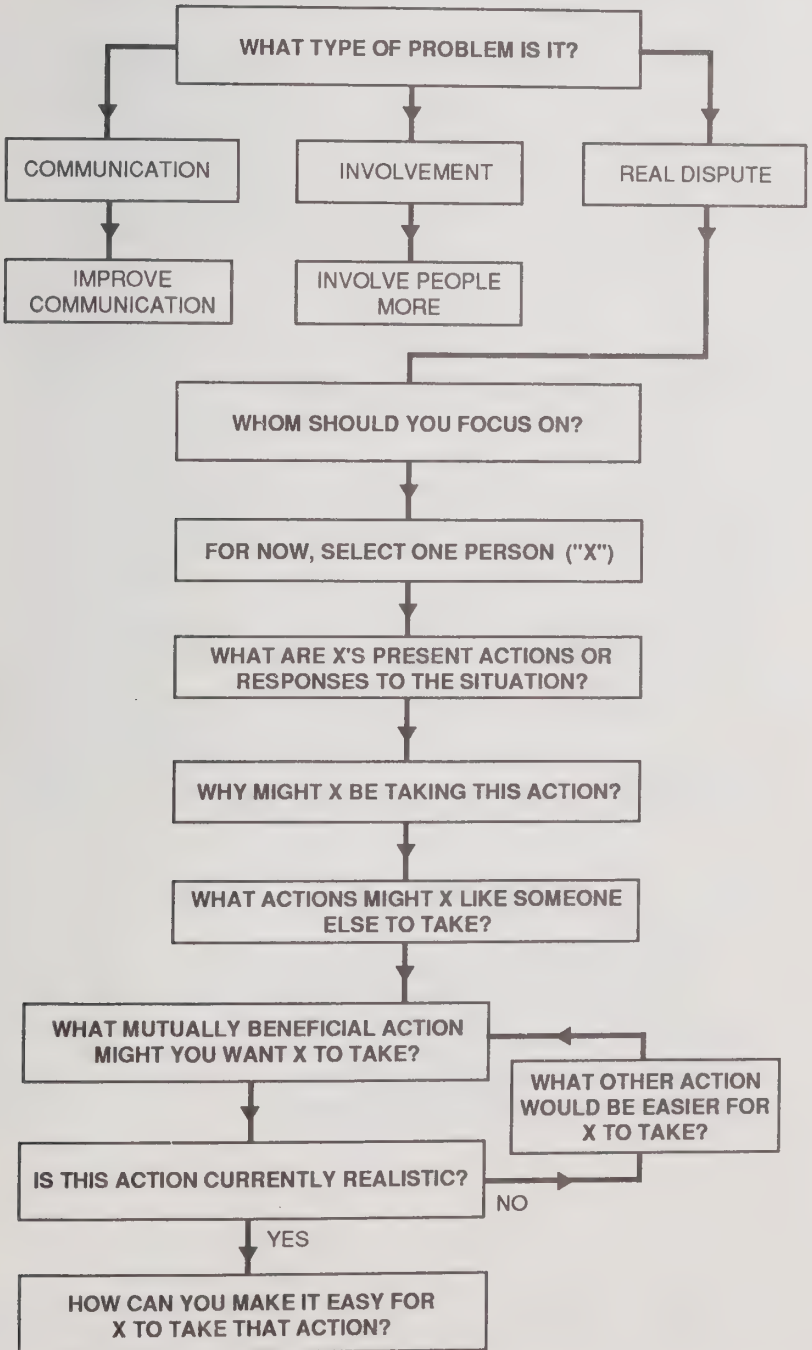 WHAT TYPE OF PROBLEM IS IT?
COMMUNICATION
INVOLVEMENT
REAL DISPUTE
IMPROVE
COMMUNICATION
INVOLVE PEOPLE
MORE
WHOM SHOULD YOU FOCUS ON?
FOR NOW, SELECT ONE PERSON ("X")
WHAT ARE X'S PRESENT ACTIONS OR
RESPONSES TO THE SITUATION?
WHY MIGHT X BE TAKING THIS ACTION?
WHAT ACTIONS MIGHT X LIKE SOMEONE
ELSE TO TAKE?
WHAT MUTUALLY BENEFICIAL ACTION
MIGHT YOU WANT X TO TAKE?
WHAT OTHER ACTION
WOULD BE EASIER FOR
X TO TAKE?
IS THIS ACTION CURRENTLY REALISTIC?
NO
YES
HOW CAN YOU MAKE IT EASY FOR
X TO TAKE THAT ACTION?